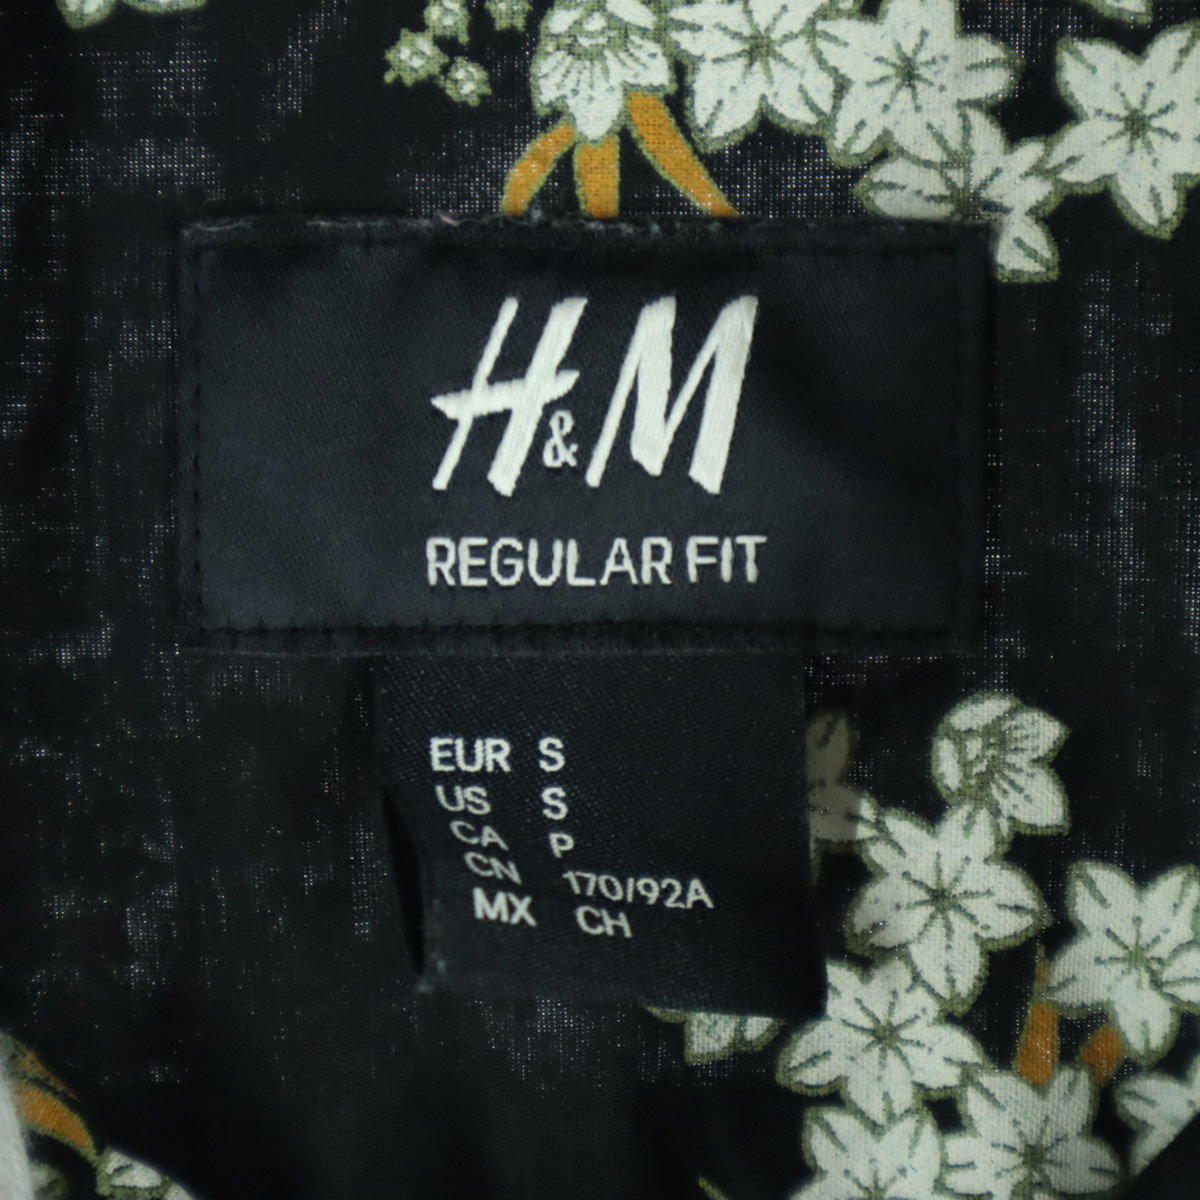 H&M
REGULAR FIT
EUR S
US S
CA P
CN 170/92A
MX CH